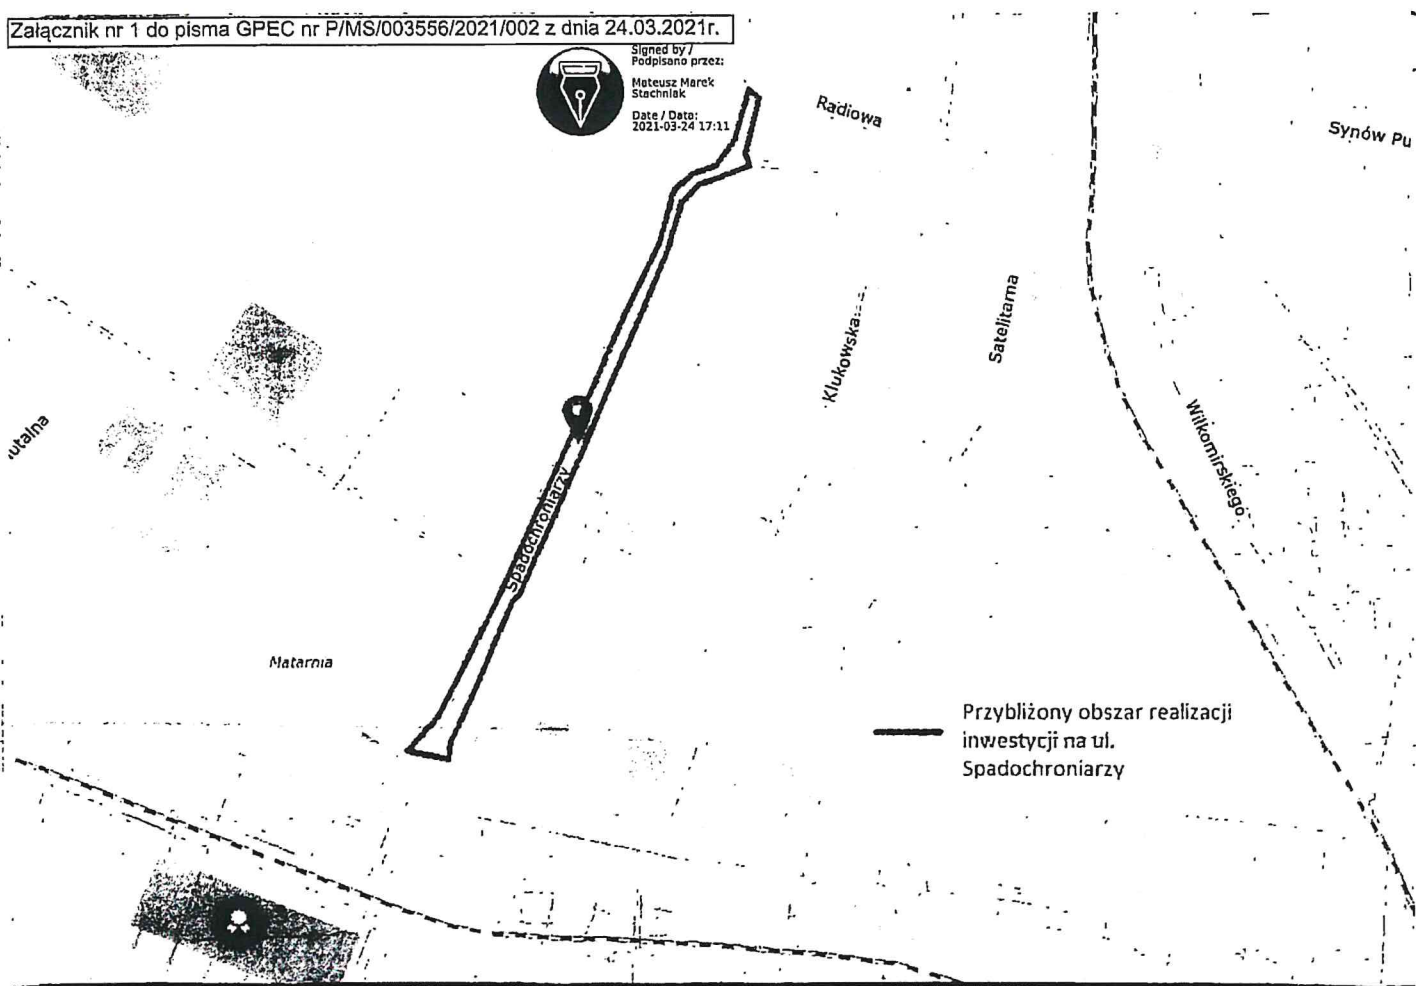 Załącznik nr 1 do pisma GPEC nr P/MS/003556/2021/002 z dnia 24.03.2021r.
Signed by /
Podpisano przez:
Mateusz Marek
Stachniak
Date / Data:
2021-03-24 17:11
Radiowa
Synów Pu
Klukowska
Satelitarna
Wiłkomirskiego
Spadochroniarzy
Matarnia
Przybliżony obszar realizacji
inwestycji na ul.
Spadochroniarzy